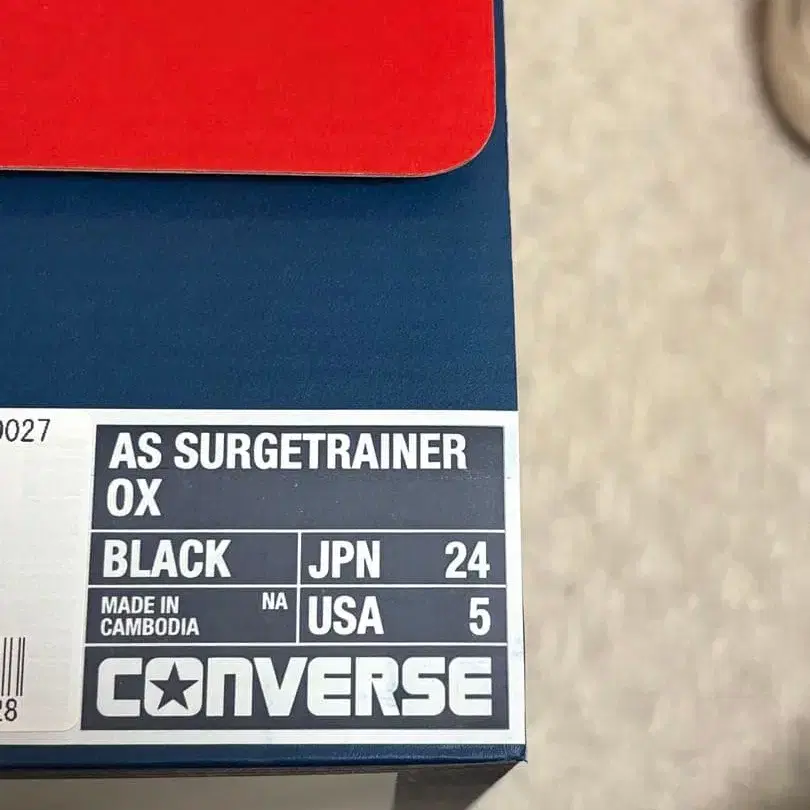 0027
AS SURGETRAINER
OX
BLACK
JPN 24
MADE IN
CAMBODIA
NA
USA 5
CONVERSE
28